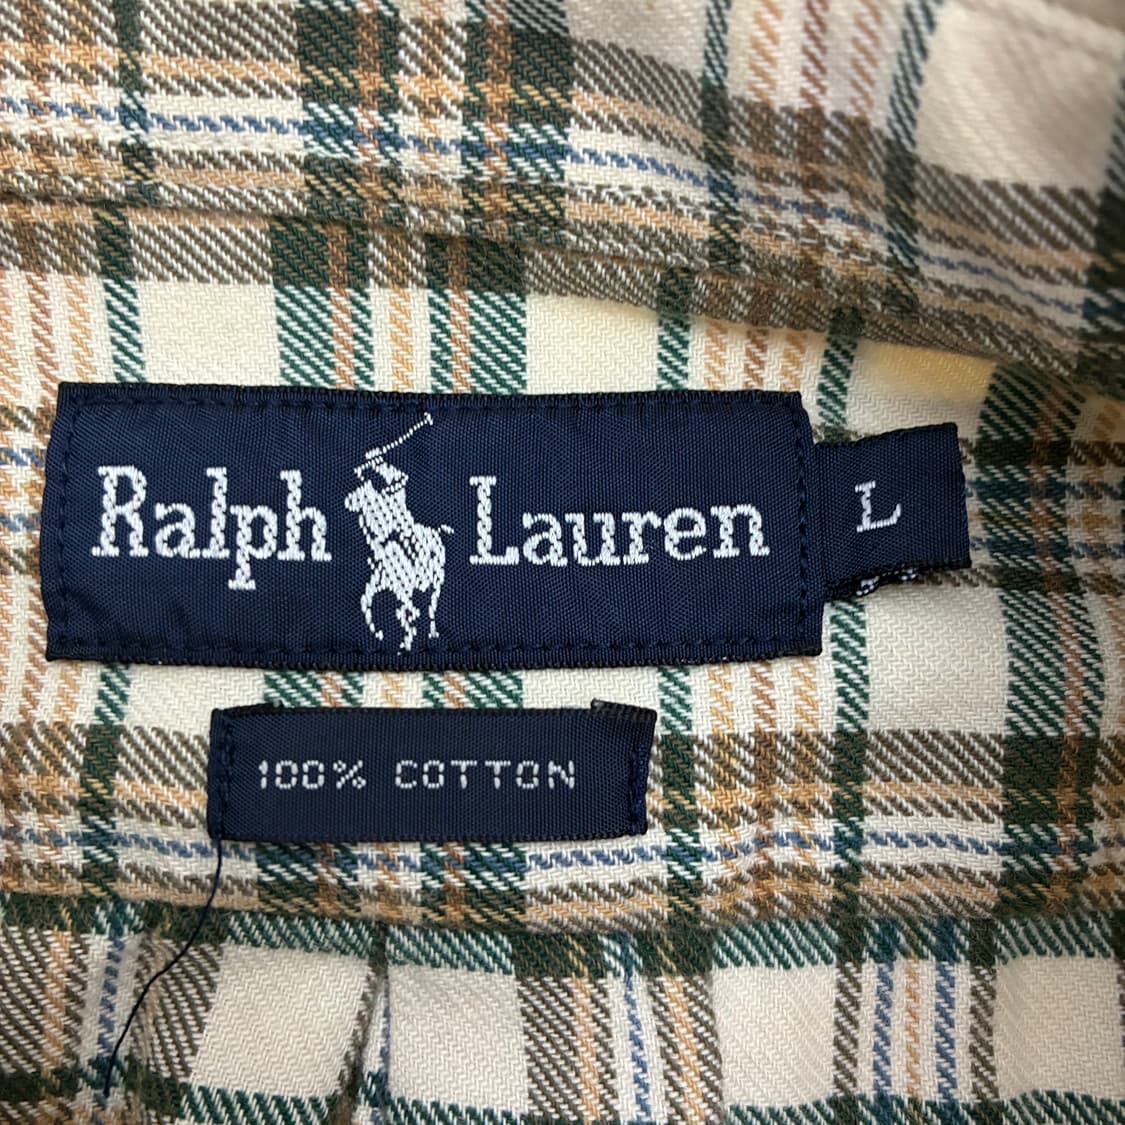 Ralph Lauren
L
100% COTTON